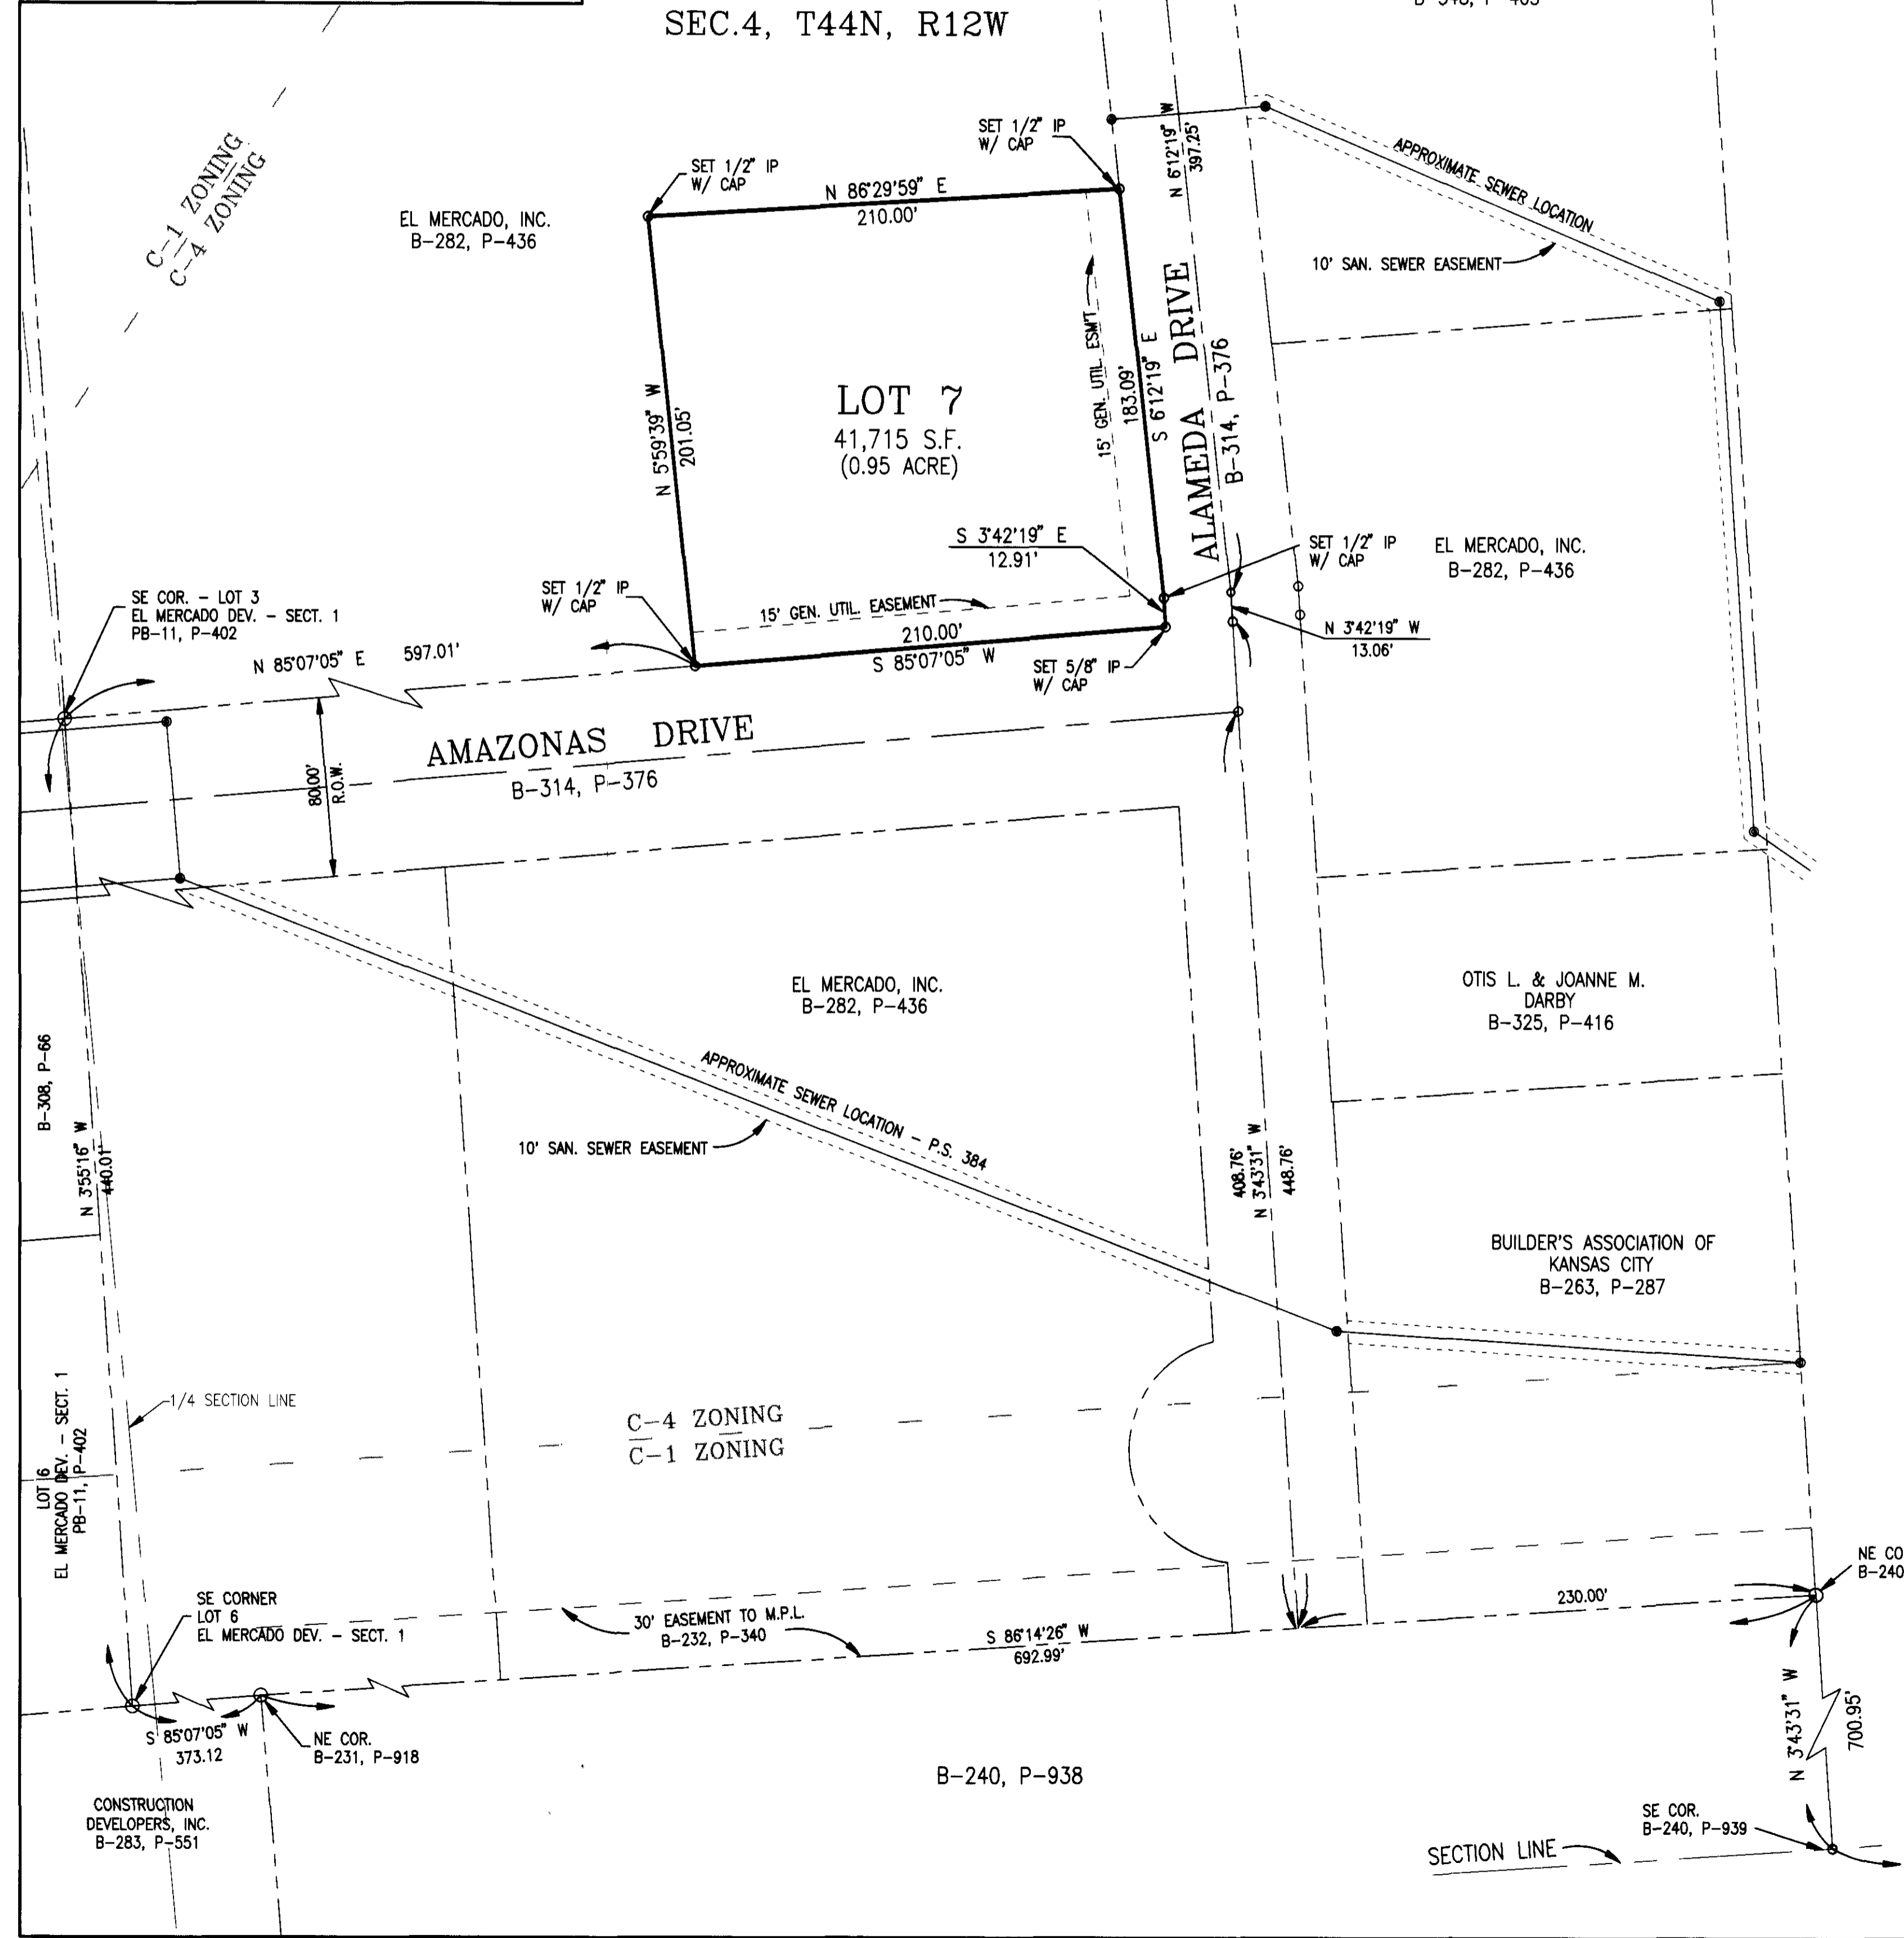 SEC.4, T44N, R12W
C-1 ZONING
C-4 ZONING
EL MERCADO, INC.
B-282, P-436
SET 1/2" IP
W/ CAP
SET 1/2" IP
W/ CAP
N 86°29'59" E
210.00'
N 6°12'19" W
397.25'
APPROXIMATE SEWER LOCATION
10' SAN. SEWER EASEMENT
N 5°59'39" W
201.05'
LOT 7
41,715 S.F.
(0.95 ACRE)
15' GEN. UTIL. ESM'T
183.09'
S 6°12'19" E
ALAMEDA DRIVE
B-314, P-376
S 3°42'19" E
12.91'
SET 1/2" IP
W/ CAP
EL MERCADO, INC.
B-282, P-436
SE COR. - LOT 3
EL MERCADO DEV. - SECT. 1
PB-11, P-402
SET 1/2" IP
W/ CAP
15' GEN. UTIL. EASEMENT
210.00'
S 85°07'05" W
SET 5/8" IP
W/ CAP
N 3°42'19" W
13.06'
N 85°07'05" E 597.01'
AMAZONAS DRIVE
B-314, P-376
80.00'
R.O.W.
EL MERCADO, INC.
B-282, P-436
OTIS L. & JOANNE M.
DARBY
B-325, P-416
B-308, P-66
N 3°55'16" W
440.01'
APPROXIMATE SEWER LOCATION - P.S. 384
10' SAN. SEWER EASEMENT
408.76'
N 3°43'31" W
448.76'
BUILDER'S ASSOCIATION OF
KANSAS CITY
B-263, P-287
LOT 6
EL MERCADO DEV. - SECT. 1
PB-11, P-402
1/4 SECTION LINE
C-4 ZONING
C-1 ZONING
SE CORNER
LOT 6
EL MERCADO DEV. - SECT. 1
30' EASEMENT TO M.P.L.
B-232, P-340
S 86°14'26" W
692.99'
230.00'
NE CO
B-240
S 85°07'05" W
373.12
NE COR.
B-231, P-918
N 3°43'31" W
700.95'
B-240, P-938
CONSTRUCTION
DEVELOPERS, INC.
B-283, P-551
SE COR.
B-240, P-939
SECTION LINE